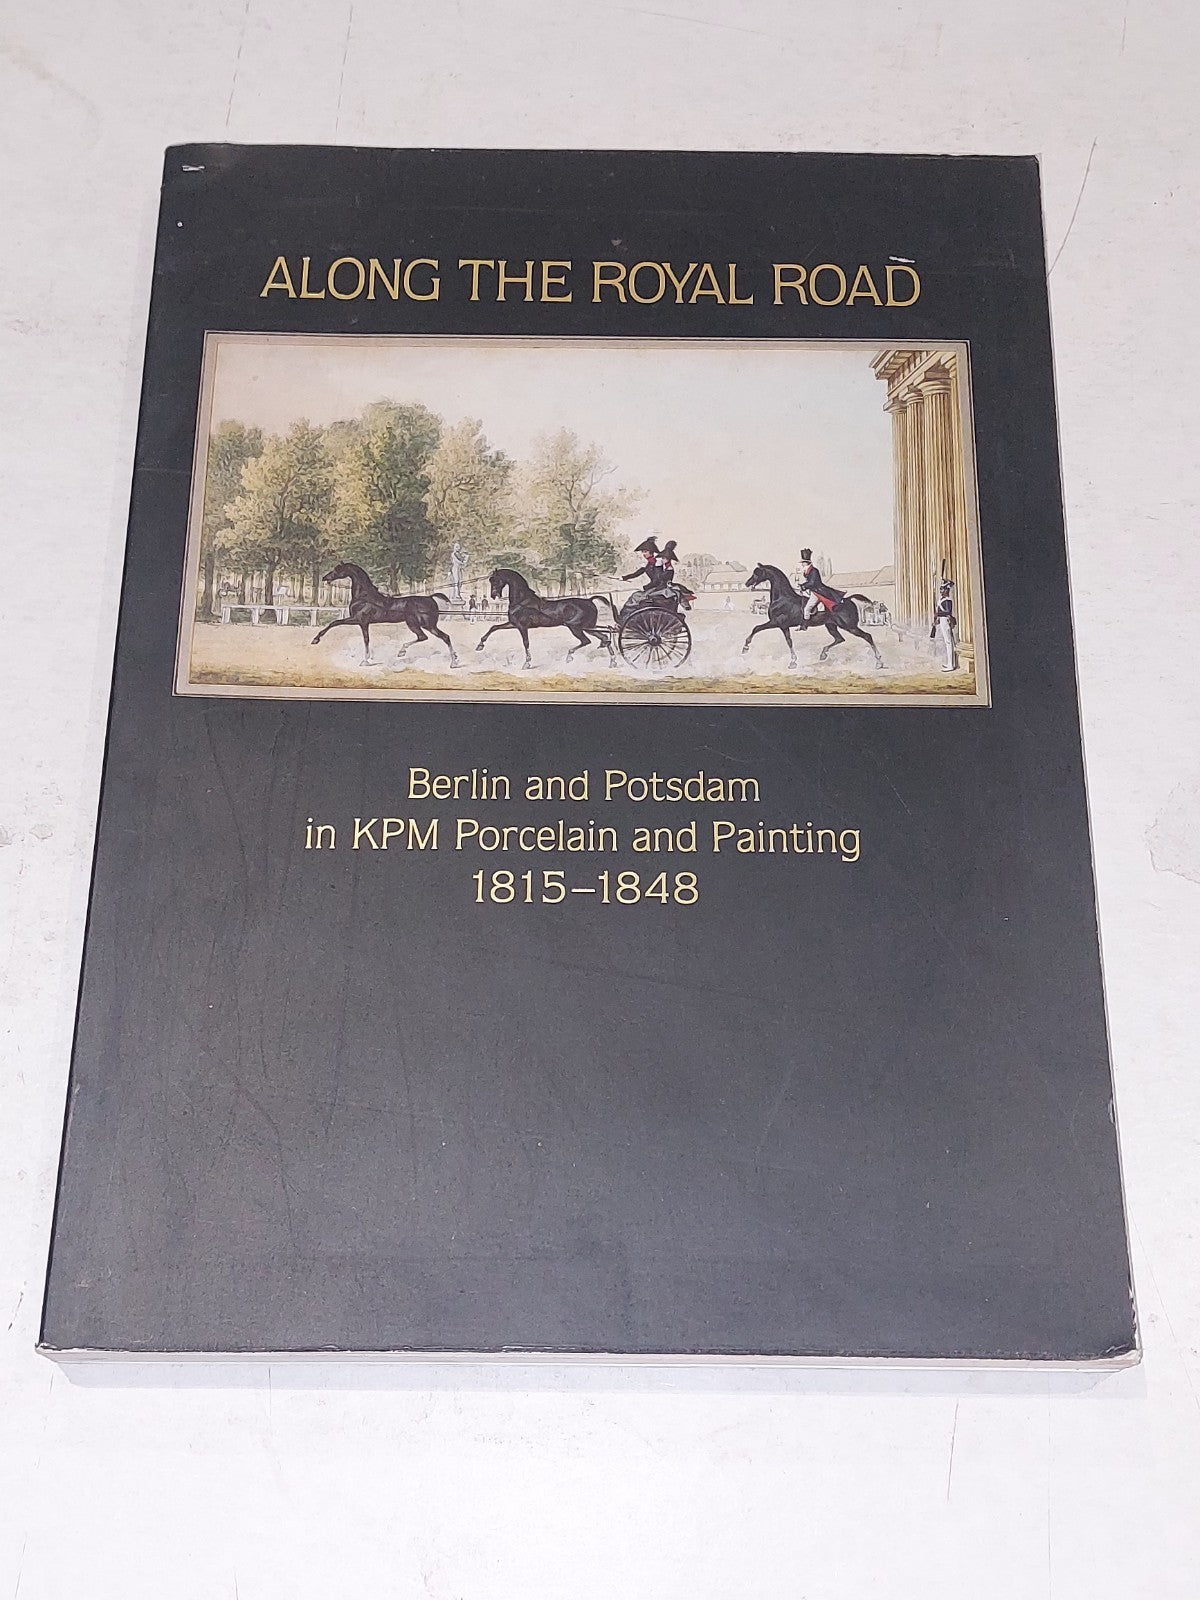 ALONG THE ROYAL ROAD
Berlin and Potsdam
in KPM Porcelain and Painting
1815–1848